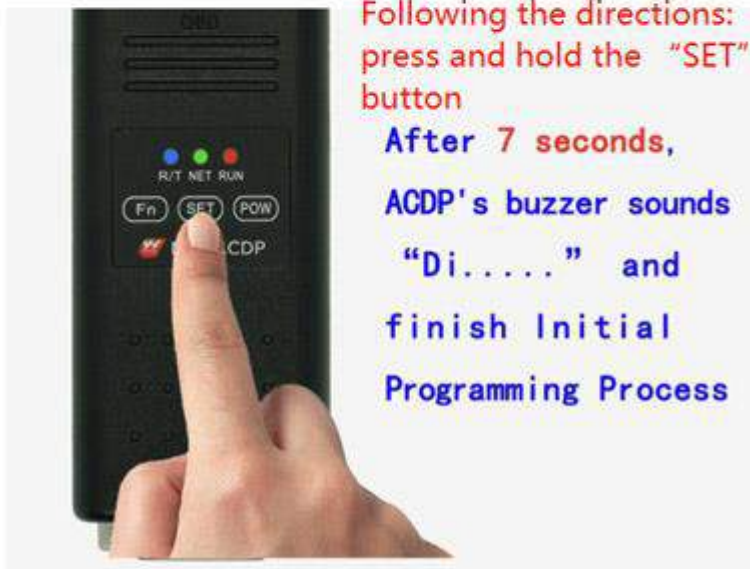 OBD
Following the directions:
press and hold the “SET”
button
After 7 seconds,
ACDP's buzzer sounds
“Di.....” and
finish Initial
Programming Process
R/T NET RUN
Fn SET POW
CDP